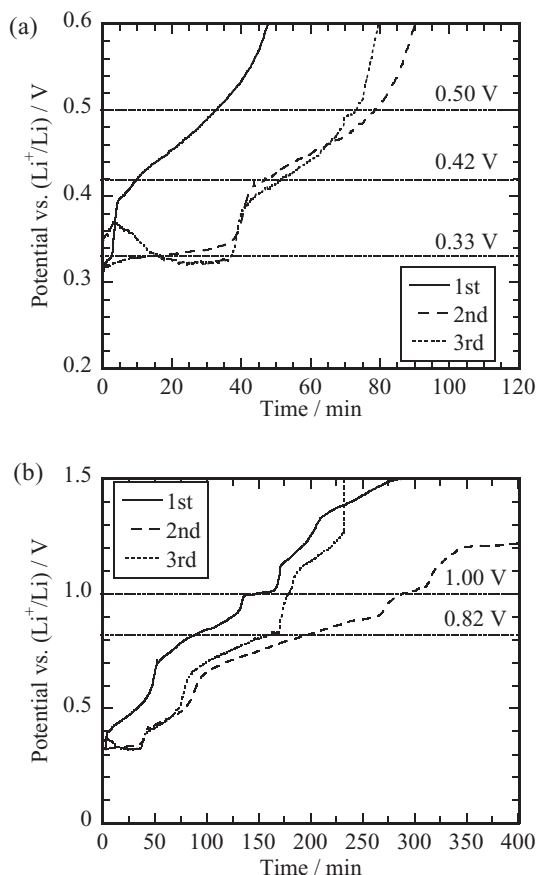 (a)
0.6
0.5
0.4
0.3
0.2
Potential vs. (Li⁺/Li) / V
0.50 V
0.42 V
0.33 V
1st
2nd
3rd
0 20 40 60 80 100 120
Time / min
(b)
1.5
1.0
0.5
0
Potential vs. (Li⁺/Li) / V
1st
2nd
3rd
1.00 V
0.82 V
0 50 100 150 200 250 300 350 400
Time / min